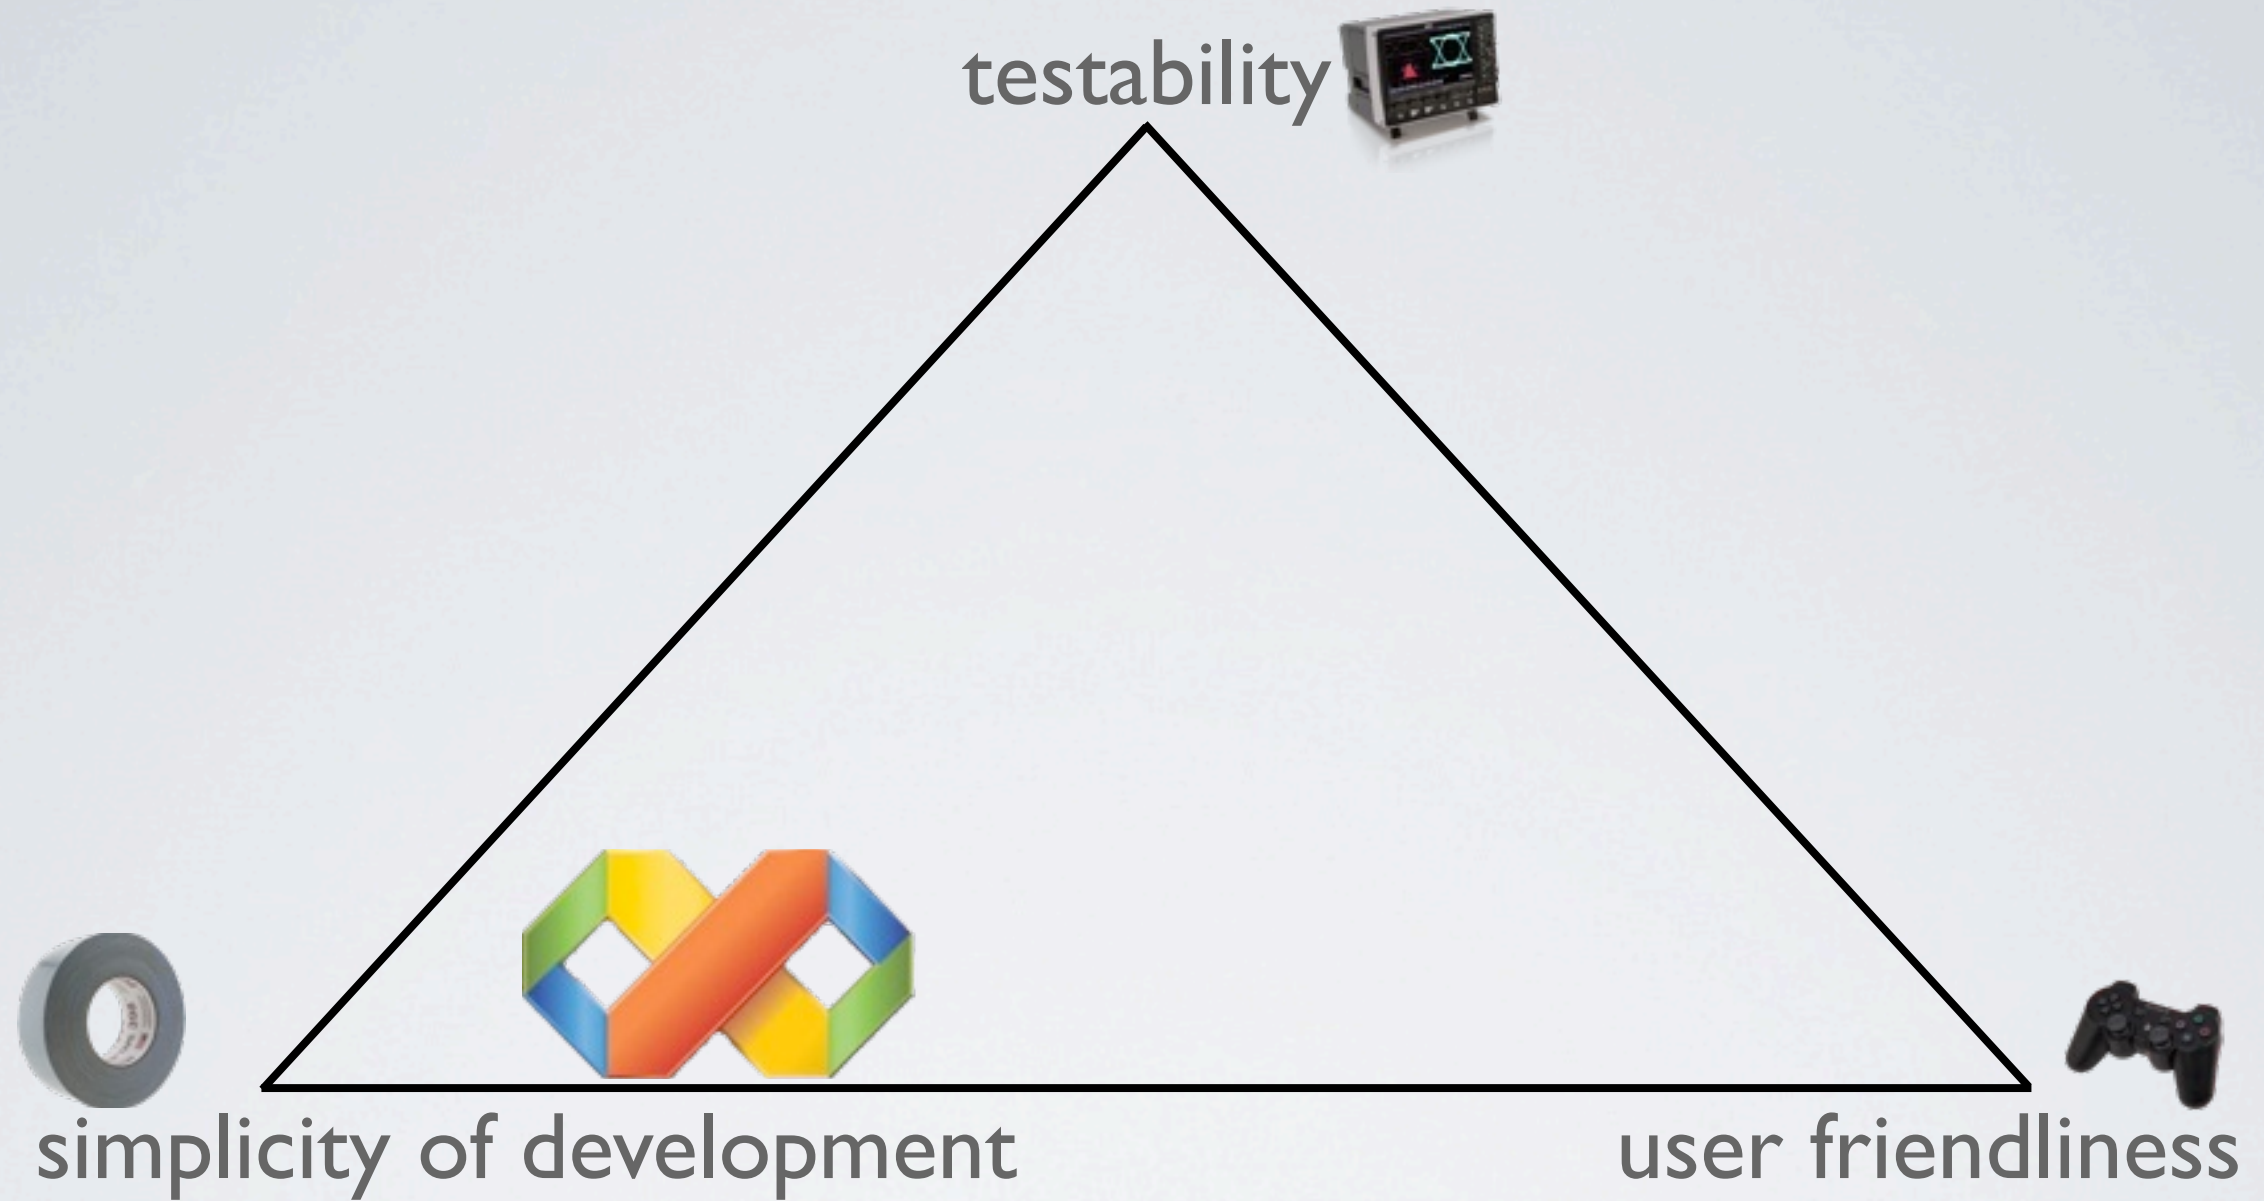 testability
simplicity of development
user friendliness